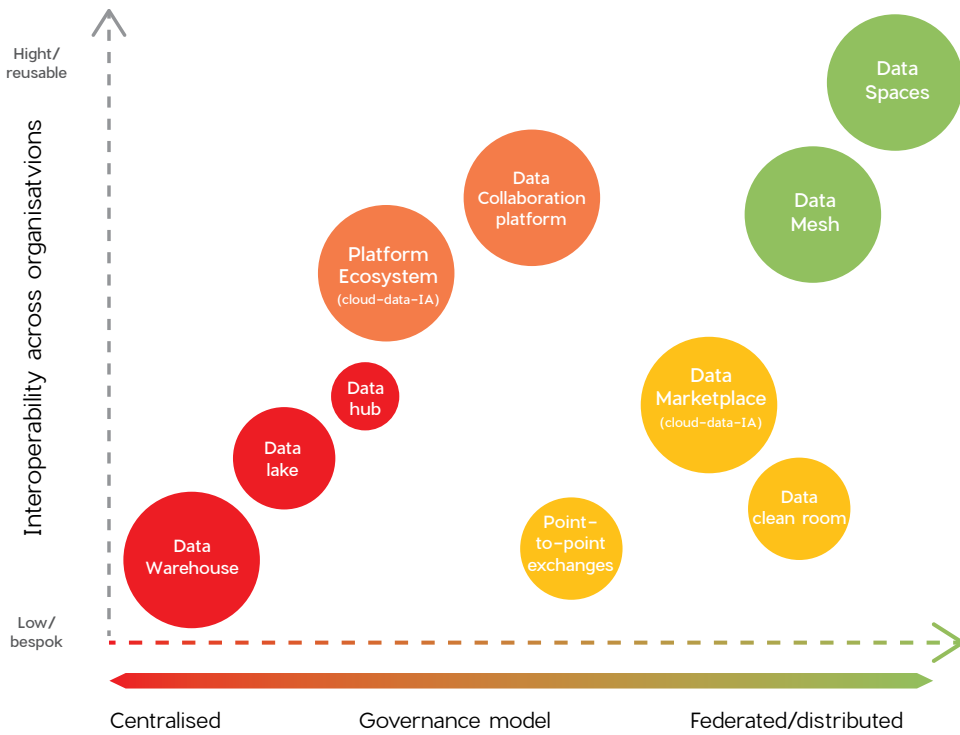 Hight/
reusable
Interoperability across organisatvions
Low/
bespok
Data
Spaces
Data
Mesh
Data
Collaboration
platform
Platform
Ecosystem
(cloud-data-IA)
Data
hub
Data
lake
Data
Warehouse
Data
Marketplace
(cloud-data-IA)
Data
clean room
Point-
to-point
exchanges
Centralised
Governance model
Federated/distributed